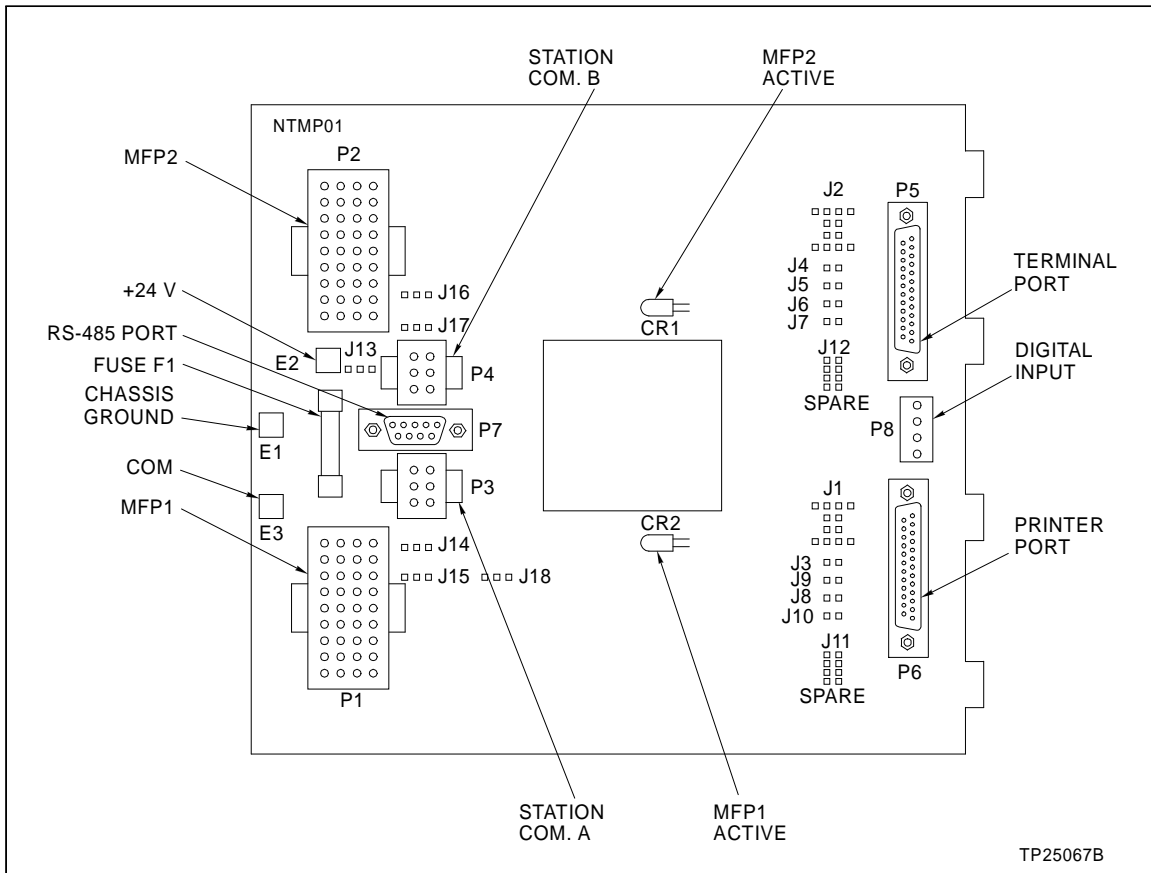 STATION
COM. B
MFP2
ACTIVE
NTMP01
MFP2
P2
J2
P5
J4
J5
J6
J7
TERMINAL
PORT
+24 V
J16
RS-485 PORT
J17
CR1
FUSE F1
E2
J13
P4
J12
SPARE
DIGITAL
INPUT
CHASSIS
GROUND
E1
P7
P8
COM
P3
MFP1
E3
CR2
J1
PRINTER
PORT
J14
J15
J18
J3
J9
J8
J10
J11
SPARE
P6
P1
STATION
COM. A
MFP1
ACTIVE
TP25067B